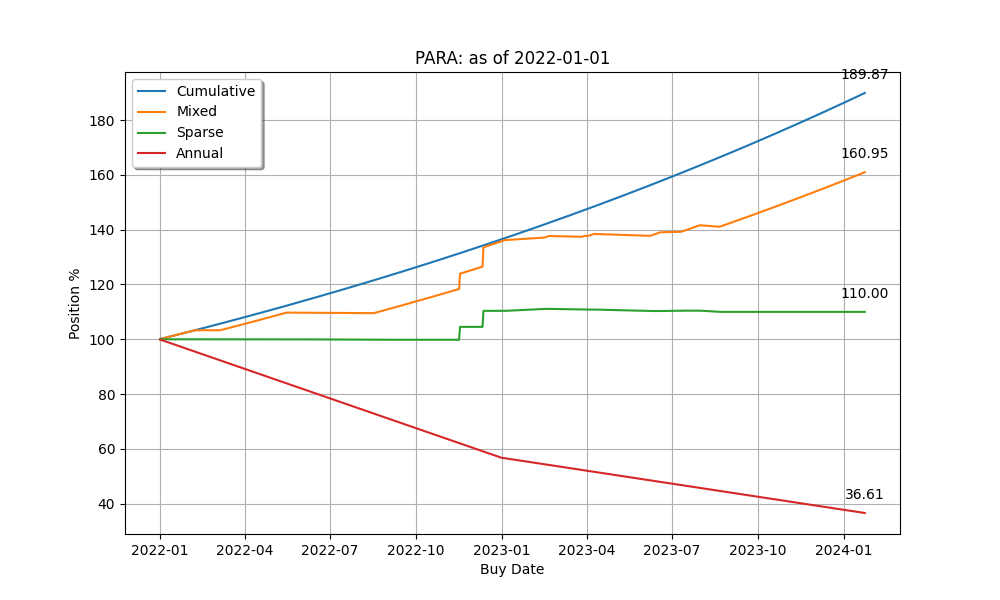 PARA: as of 2022-01-01
Cumulative
Mixed
Sparse
Annual
189.87
160.95
110.00
36.61
Position %
180
160
140
120
100
80
60
40
2022-01 2022-04 2022-07 2022-10 2023-01 2023-04 2023-07 2023-10 2024-01
Buy Date